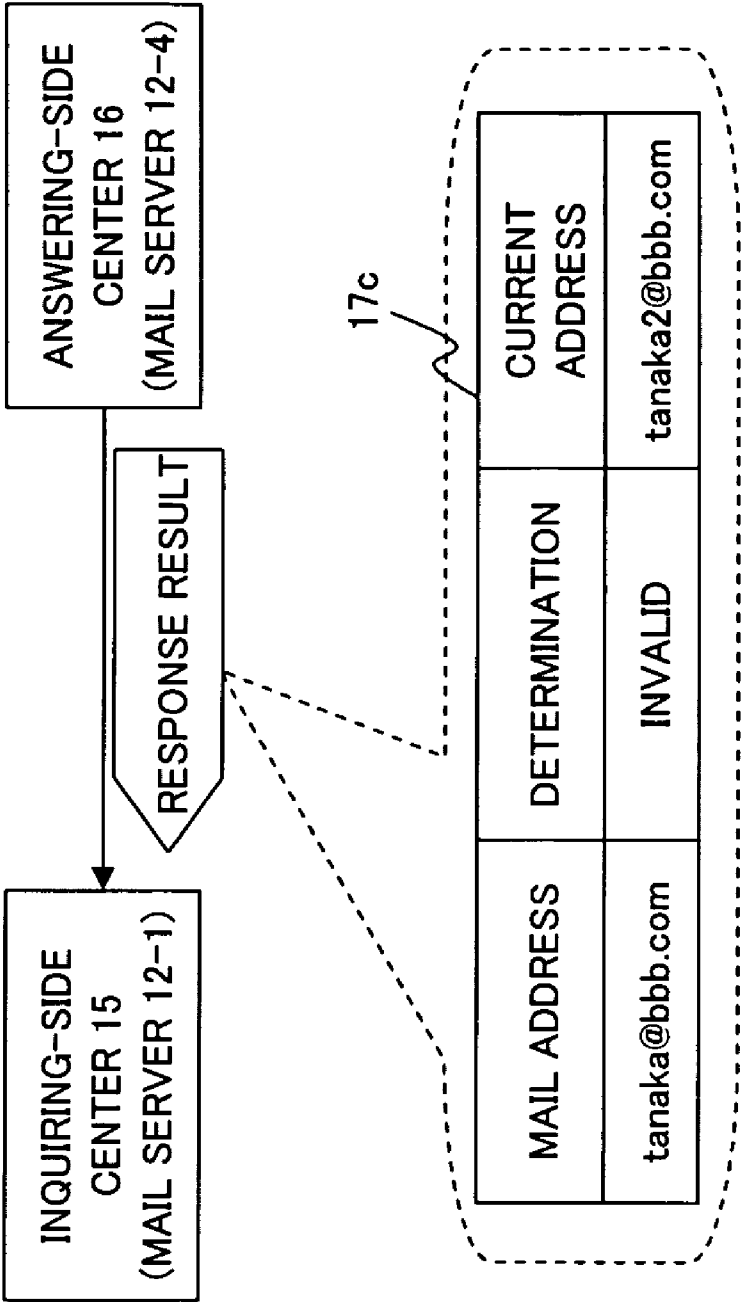 INQUIRING-SIDE
CENTER 15
(MAIL SERVER 12-1)
RESPONSE RESULT
ANSWERING-SIDE
CENTER 16
(MAIL SERVER 12-4)
17c
MAIL ADDRESS
DETERMINATION
CURRENT
ADDRESS
tanaka@bbb.com
INVALID
tanaka2@bbb.com